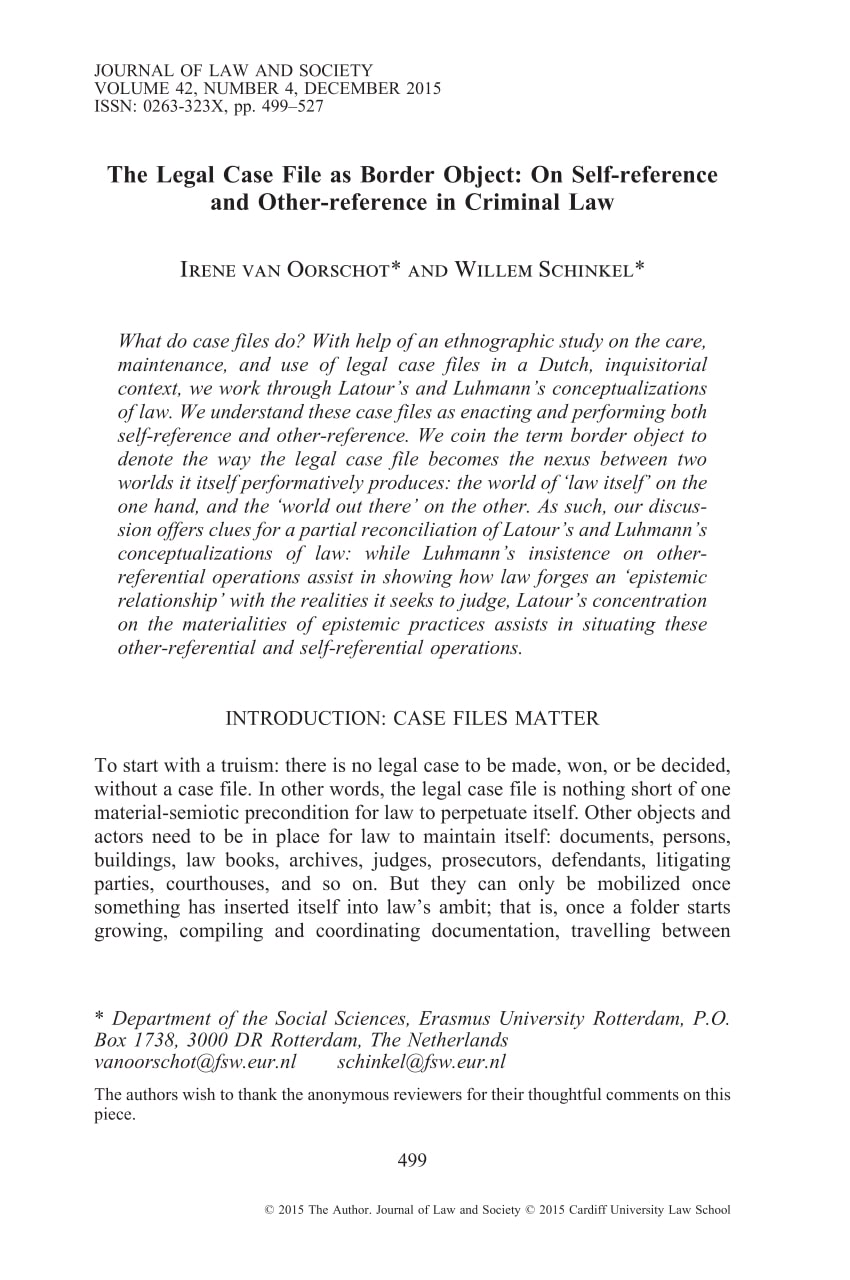 JOURNAL OF LAW AND SOCIETY
VOLUME 42, NUMBER 4, DECEMBER 2015
ISSN: 0263-323X, pp. 499–527
The Legal Case File as Border Object: On Self-reference
and Other-reference in Criminal Law
Irene van Oorschot* and Willem Schinkel*
What do case files do? With help of an ethnographic study on the care,
maintenance, and use of legal case files in a Dutch, inquisitorial
context, we work through Latour's and Luhmann's conceptualizations
of law. We understand these case files as enacting and performing both
self-reference and other-reference. We coin the term border object to
denote the way the legal case file becomes the nexus between two
worlds it itself performatively produces: the world of 'law itself' on the
one hand, and the 'world out there' on the other. As such, our discus-
sion offers clues for a partial reconciliation of Latour's and Luhmann's
conceptualizations of law: while Luhmann's insistence on other-
referential operations assist in showing how law forges an 'epistemic
relationship' with the realities it seeks to judge, Latour's concentration
on the materialities of epistemic practices assists in situating these
other-referential and self-referential operations.
INTRODUCTION: CASE FILES MATTER
To start with a truism: there is no legal case to be made, won, or be decided,
without a case file. In other words, the legal case file is nothing short of one
material-semiotic precondition for law to perpetuate itself. Other objects and
actors need to be in place for law to maintain itself: documents, persons,
buildings, law books, archives, judges, prosecutors, defendants, litigating
parties, courthouses, and so on. But they can only be mobilized once
something has inserted itself into law's ambit; that is, once a folder starts
growing, compiling and coordinating documentation, travelling between
* Department of the Social Sciences, Erasmus University Rotterdam, P.O.
Box 1738, 3000 DR Rotterdam, The Netherlands
vanoorschot@fsw.eur.nl schinkel@fsw.eur.nl
The authors wish to thank the anonymous reviewers for their thoughtful comments on this
piece.
499
© 2015 The Author. Journal of Law and Society © 2015 Cardiff University Law School